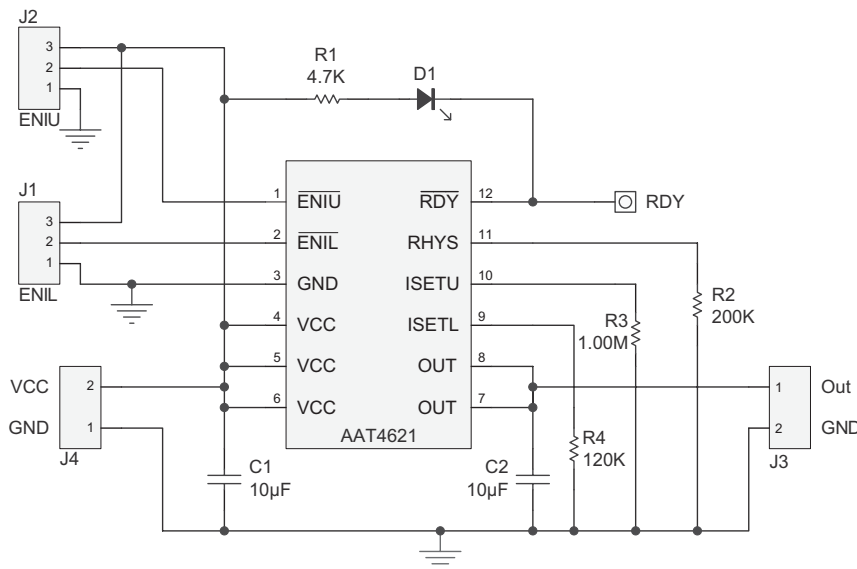 J2
3
2
1
ENIU
R1
4.7K
D1
J1
3
2
1
ENIL
1
2
3
4
5
6
ENIU
ENIL
GND
VCC
VCC
VCC
RDY
RHYS
ISETU
ISETL
OUT
OUT
AAT4621
12
11
10
9
8
7
RDY
R2
200K
R3
1.00M
R4
120K
VCC
GND
2
1
J4
C1
10µF
C2
10µF
1
2
Out
GND
J3